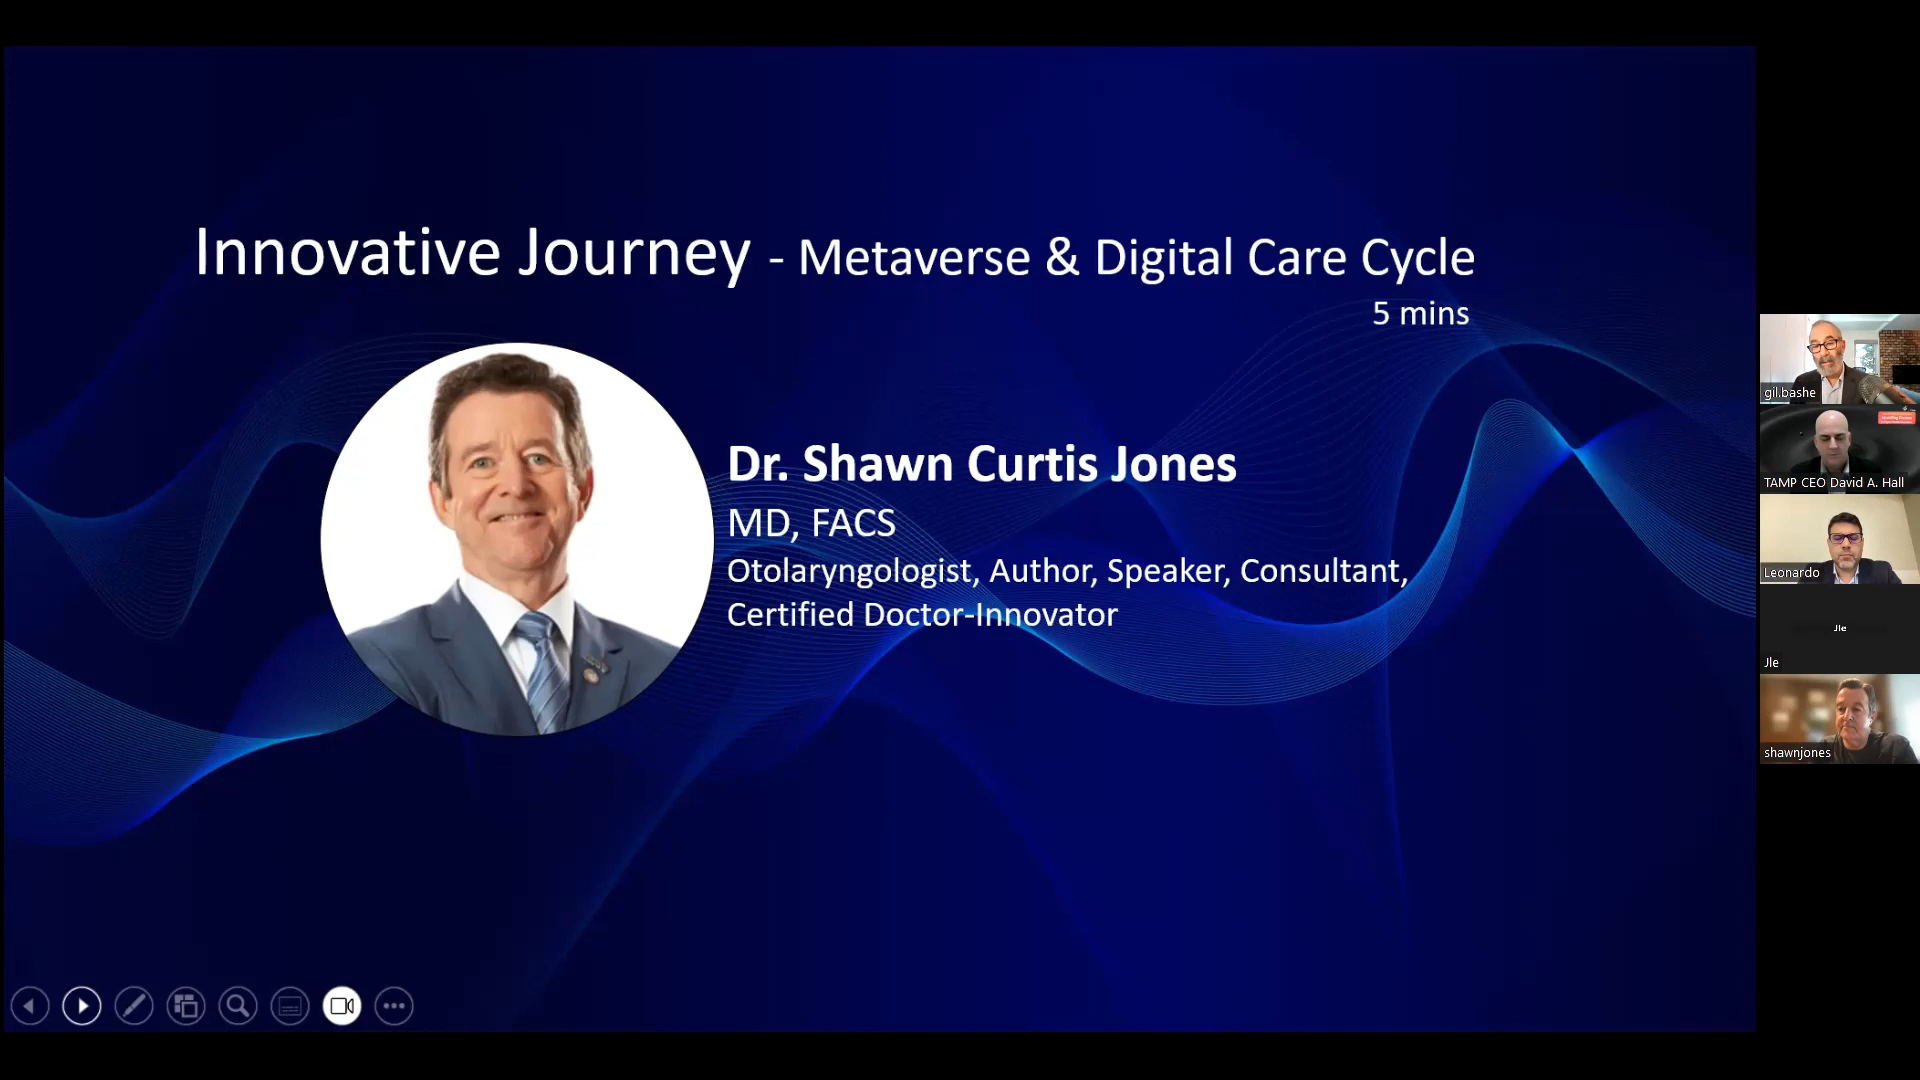 Innovative Journey - Metaverse & Digital Care Cycle
5 mins
Dr. Shawn Curtis Jones
MD, FACS
Otolaryngologist, Author, Speaker, Consultant,
Certified Doctor-Innovator
gil.bashe
TAMP CEO David A. Hall
Leonardo
Jle
Jle
shawnjones